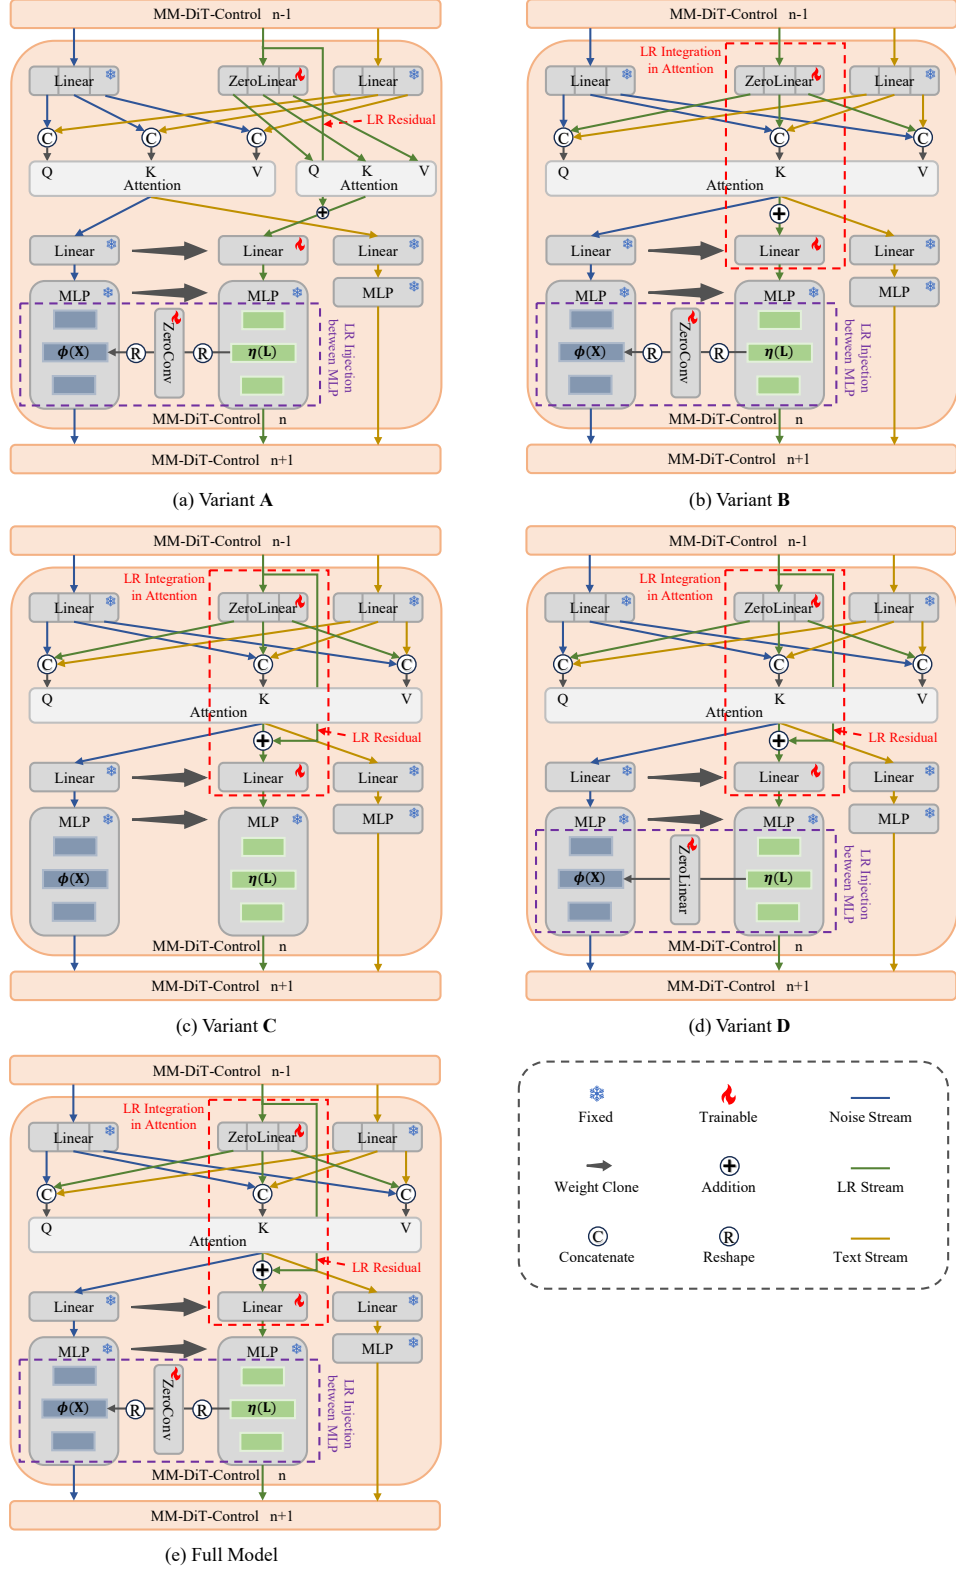 MM-DiT-Control n-1
Linear
ZeroLinear
Linear
C
C
C
LR Residual
Q
K
V
Attention
Q
K
V
Attention
Linear
Linear
Linear
MLP
MLP
MLP
ϕ(X)
R
ZeroConv
R
η(L)
LR Injection
between MLP
MM-DiT-Control n
MM-DiT-Control n+1
(a) Variant A
MM-DiT-Control n-1
LR Integration
in Attention
Linear
ZeroLinear
Linear
C
C
C
Q
K
V
Attention
Linear
Linear
Linear
MLP
MLP
MLP
ϕ(X)
R
ZeroConv
R
η(L)
LR Injection
between MLP
MM-DiT-Control n
MM-DiT-Control n+1
(b) Variant B
MM-DiT-Control n-1
LR Integration
in Attention
Linear
ZeroLinear
Linear
C
C
C
Q
K
V
Attention
LR Residual
Linear
Linear
Linear
MLP
MLP
MLP
ϕ(X)
η(L)
MM-DiT-Control n
MM-DiT-Control n+1
(c) Variant C
MM-DiT-Control n-1
LR Integration
in Attention
Linear
ZeroLinear
Linear
C
C
C
Q
K
V
Attention
LR Residual
Linear
Linear
Linear
MLP
MLP
MLP
ϕ(X)
ZeroLinear
η(L)
LR Injection
between MLP
MM-DiT-Control n
MM-DiT-Control n+1
(d) Variant D
MM-DiT-Control n-1
LR Integration
in Attention
Linear
ZeroLinear
Linear
C
C
C
Q
K
V
Attention
LR Residual
Linear
Linear
Linear
MLP
MLP
MLP
ϕ(X)
R
ZeroConv
R
η(L)
LR Injection
between MLP
MM-DiT-Control n
MM-DiT-Control n+1
(e) Full Model
Fixed
Trainable
Noise Stream
Weight Clone
Addition
LR Stream
C
R
Concatenate
Reshape
Text Stream